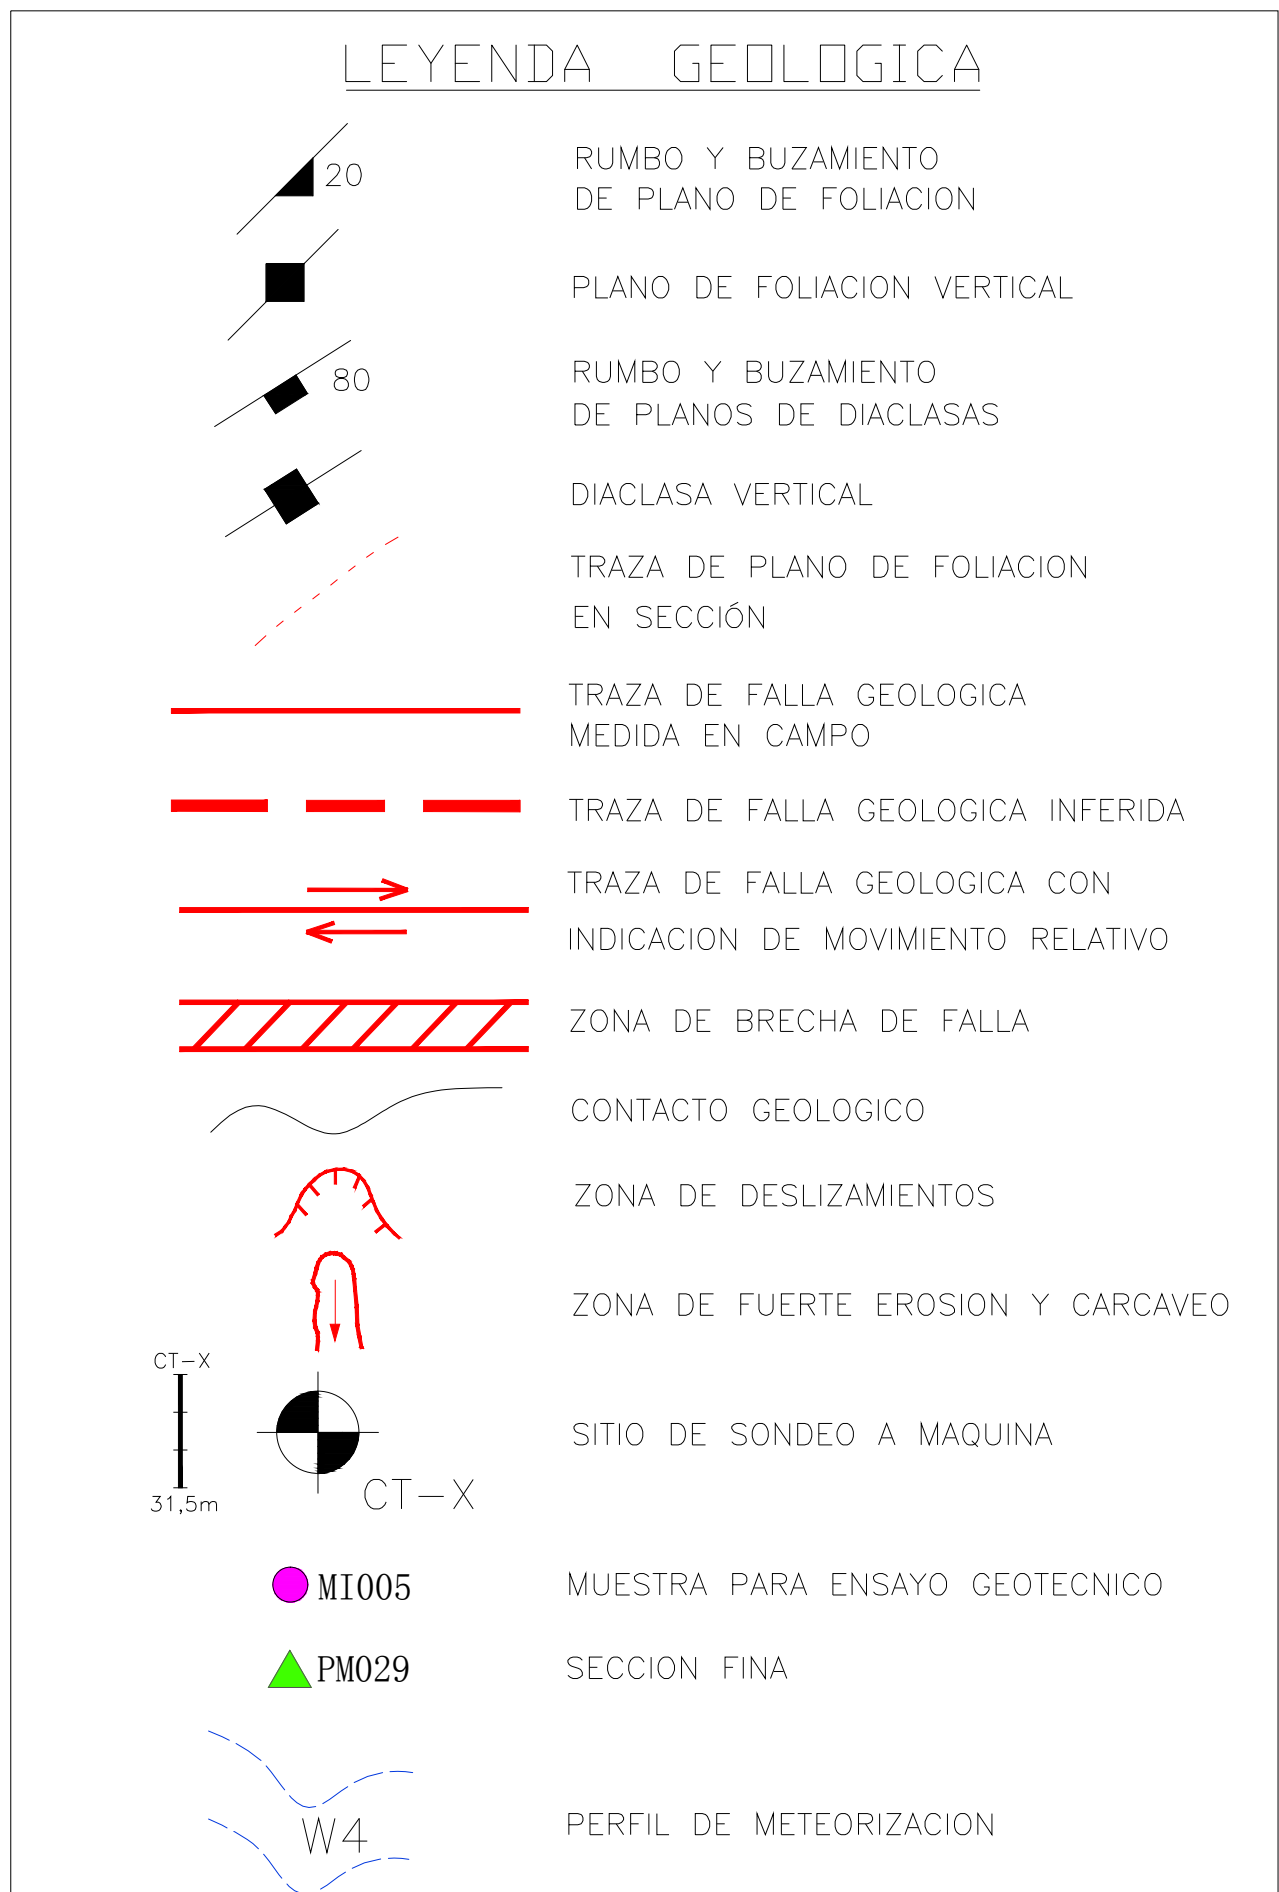 LEYENDA GEOLOGICA
20
RUMBO Y BUZAMIENTO
DE PLANO DE FOLIACION
PLANO DE FOLIACION VERTICAL
80
RUMBO Y BUZAMIENTO
DE PLANOS DE DIACLASAS
DIACLASA VERTICAL
TRAZA DE PLANO DE FOLIACION
EN SECCIÓN
TRAZA DE FALLA GEOLOGICA
MEDIDA EN CAMPO
TRAZA DE FALLA GEOLOGICA INFERIDA
TRAZA DE FALLA GEOLOGICA CON
INDICACION DE MOVIMIENTO RELATIVO
ZONA DE BRECHA DE FALLA
CONTACTO GEOLOGICO
ZONA DE DESLIZAMIENTOS
ZONA DE FUERTE EROSION Y CARCAVEO
CT-X
31,5m
CT-X
SITIO DE SONDEO A MAQUINA
MI005
MUESTRA PARA ENSAYO GEOTECNICO
PM029
SECCION FINA
W4
PERFIL DE METEORIZACION